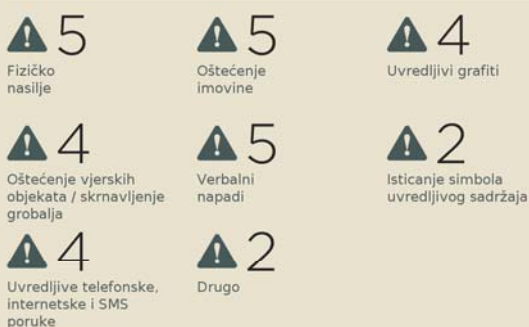 5
Fizičko
nasilje
5
Oštećenje
imovine
4
Uvredljivi grafiti
4
Oštećenje vjerskih
objekata / skrnavljenje
grobalja
5
Verbalni
napadi
2
Isticanje simbola
uvredljivog sadržaja
4
Uvredljive telefonske,
internetske i SMS
poruke
2
Drugo